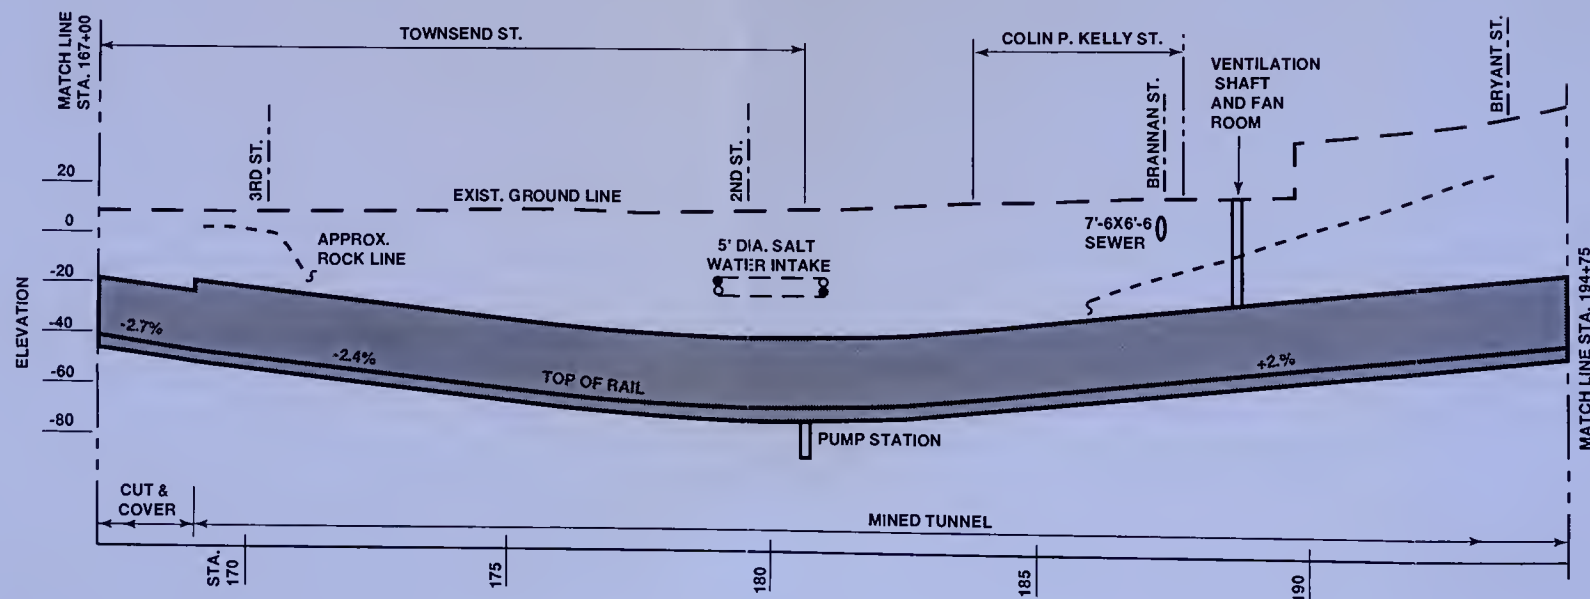 MATCH LINE
STA. 167+00
TOWNSEND ST.
COLIN P. KELLY ST.
VENTILATION
SHAFT
AND FAN
ROOM
BRYANT ST.
BRANNAN ST.
3RD ST.
2ND ST.
EXIST. GROUND LINE
APPROX.
ROCK LINE
5' DIA. SALT
WATER INTAKE
7'-6X6'-6
SEWER
ELEVATION
20
0
-20
-40
-60
-80
-2.7%
-2.4%
TOP OF RAIL
+2.%
PUMP STATION
MATCH LINE STA. 194+75
CUT &
COVER
MINED TUNNEL
STA.
170
175
180
185
190